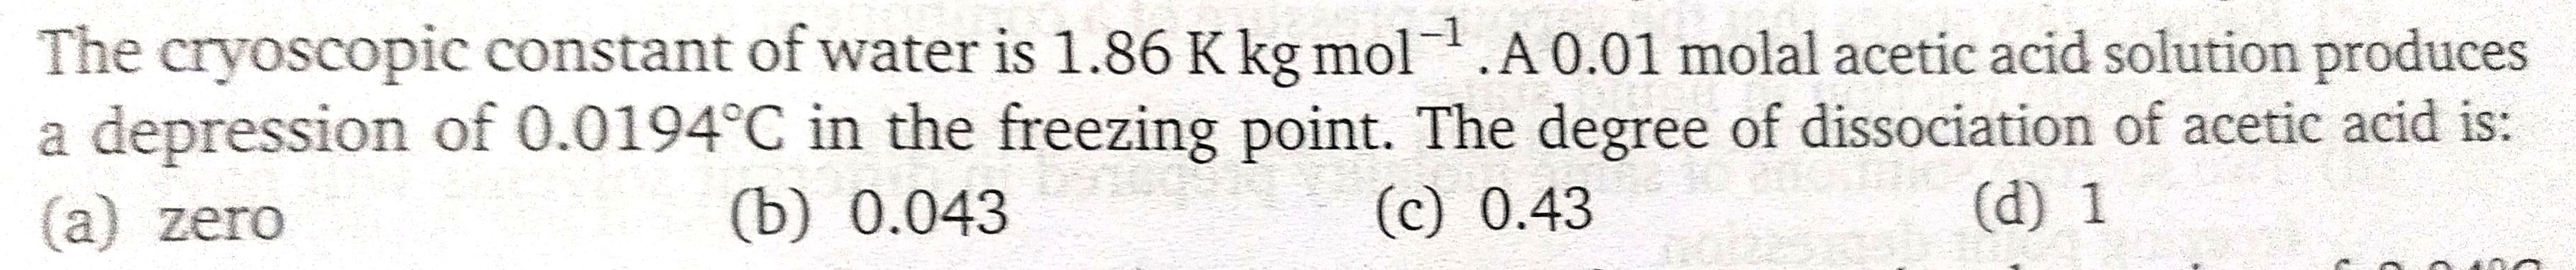 The cryoscopic constant of water is 1.86 K kg mol⁻¹. A 0.01 molal acetic acid solution produces
a depression of 0.0194°C in the freezing point. The degree of dissociation of acetic acid is:
(a) zero (b) 0.043 (c) 0.43 (d) 1